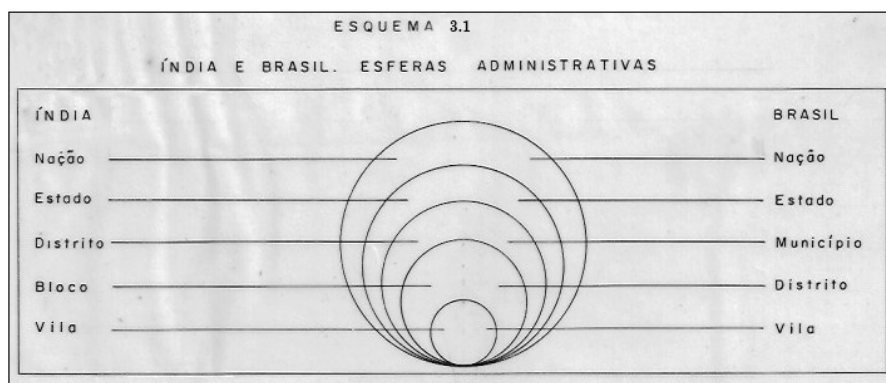 ESQUEMA 3.1
ÍNDIA E BRASIL. ESFERAS ADMINISTRATIVAS
ÍNDIA BRASIL
Nação Nação
Estado Estado
Distrito Município
Bloco Distrito
Vila Vila